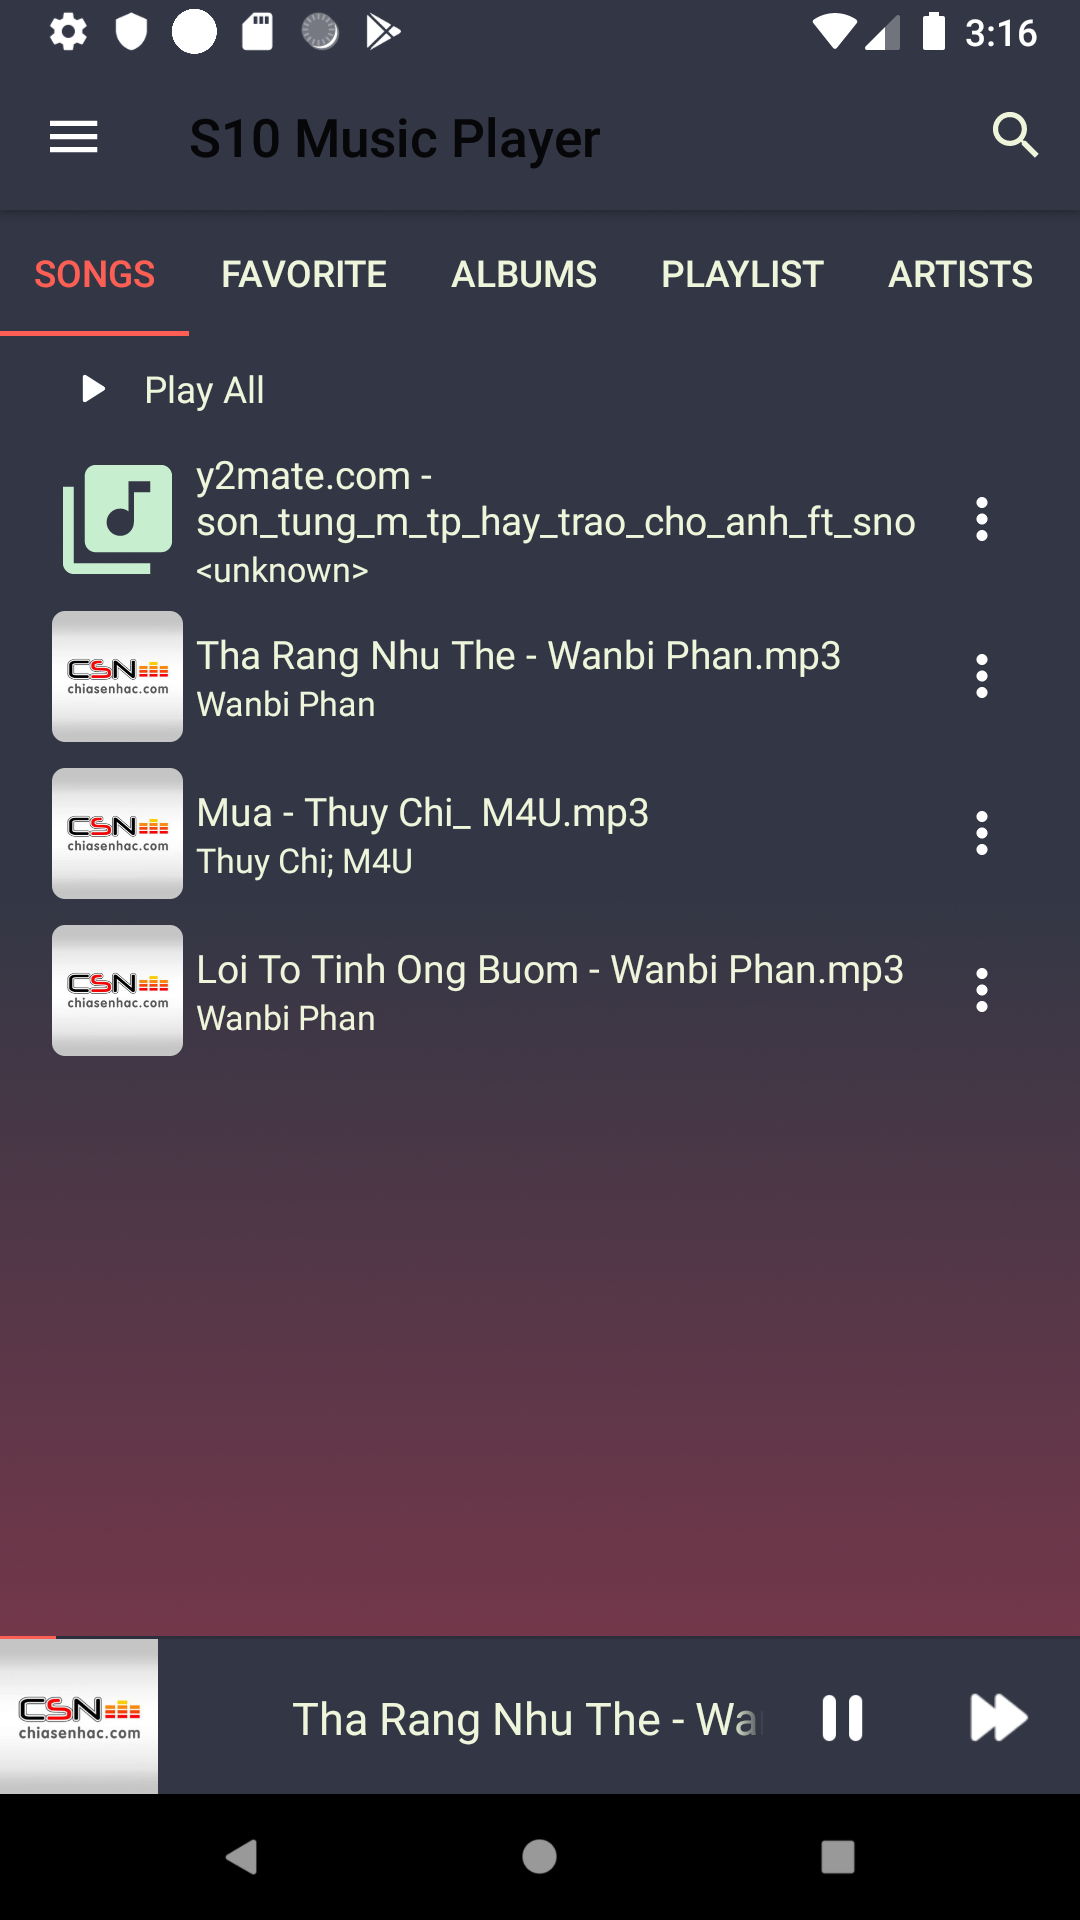 3:16
S10 Music Player
SONGS FAVORITE ALBUMS PLAYLIST ARTISTS
Play All
y2mate.com -
son_tung_m_tp_hay_trao_cho_anh_ft_sno
<unknown>
CSN
chiasenhac.com
Tha Rang Nhu The - Wanbi Phan.mp3
Wanbi Phan
CSN
chiasenhac.com
Mua - Thuy Chi_ M4U.mp3
Thuy Chi; M4U
CSN
chiasenhac.com
Loi To Tinh Ong Buom - Wanbi Phan.mp3
Wanbi Phan
CSN
chiasenhac.com
Tha Rang Nhu The - Wa